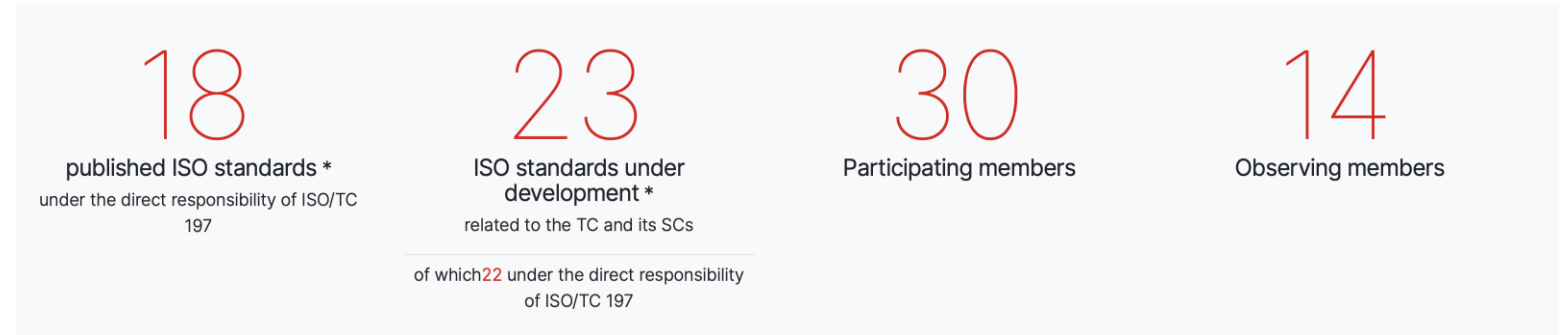 18
published ISO standards *
under the direct responsibility of ISO/TC
197
23
ISO standards under
development *
related to the TC and its SCs
of which22 under the direct responsibility
of ISO/TC 197
30
Participating members
14
Observing members